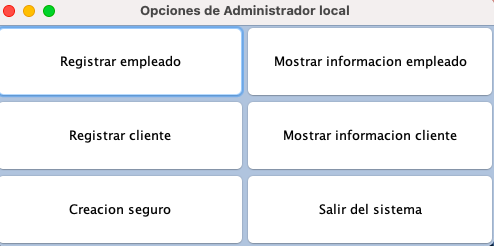 Opciones de Administrador local
Registrar empleado
Mostrar informacion empleado
Registrar cliente
Mostrar informacion cliente
Creacion seguro
Salir del sistema